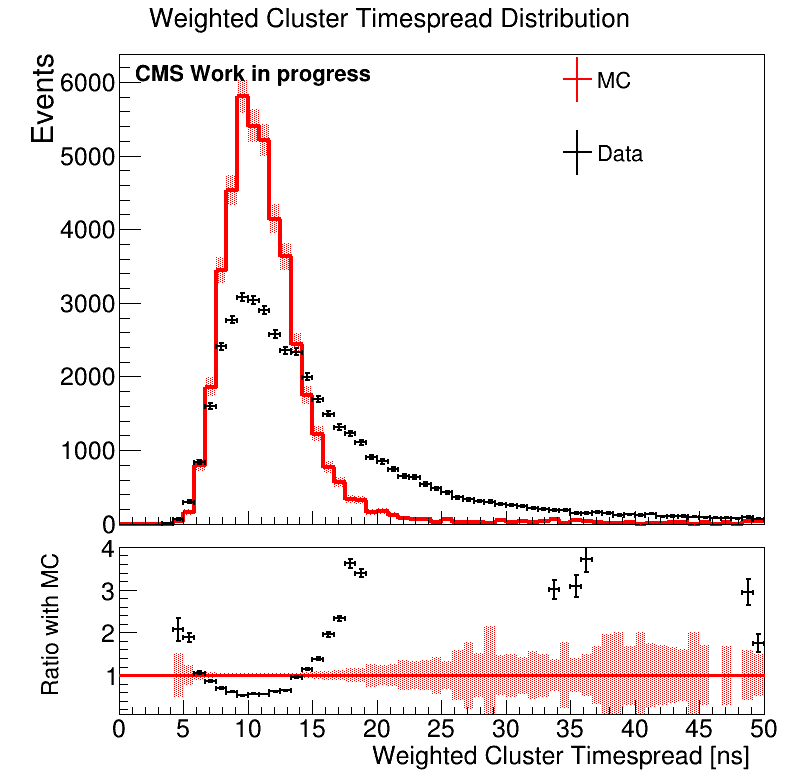 Weighted Cluster Timespread Distribution
Events
CMS Work in progress
MC
Data
6000
5000
4000
3000
2000
1000
0
Ratio with MC
4
3
2
1
0 5 10 15 20 25 30 35 40 45 50
Weighted Cluster Timespread [ns]